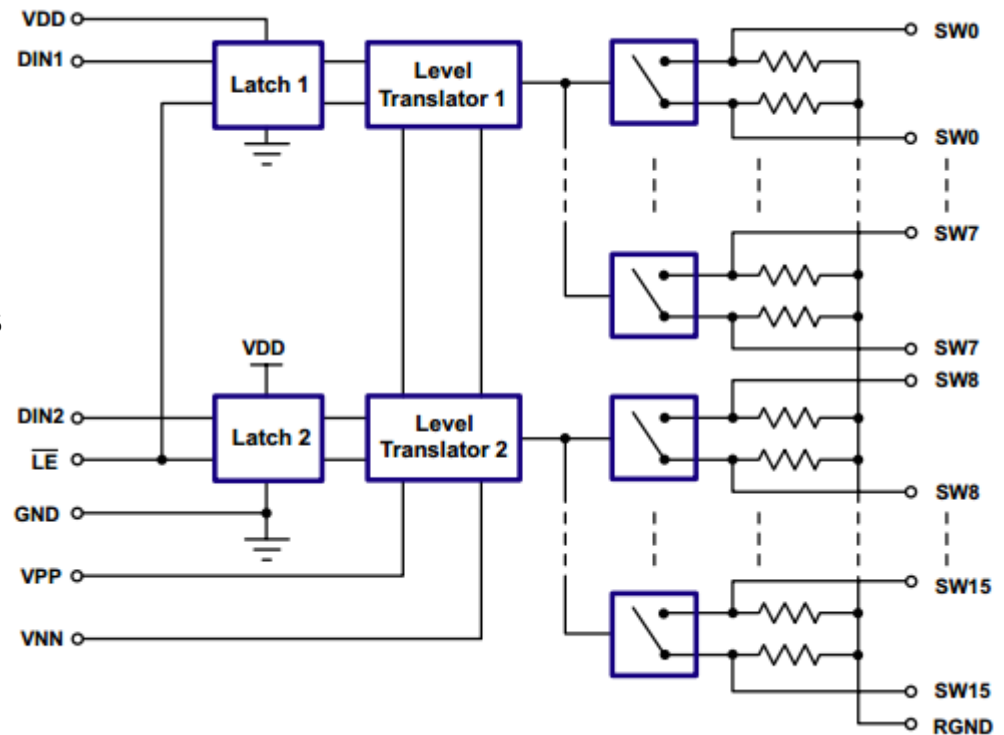 VDD
DIN1
Latch 1
Level
Translator 1
SW0
SW0
SW7
SW7
VDD
DIN2
LE
Latch 2
Level
Translator 2
SW8
SW8
GND
VPP
VNN
SW15
SW15
RGND